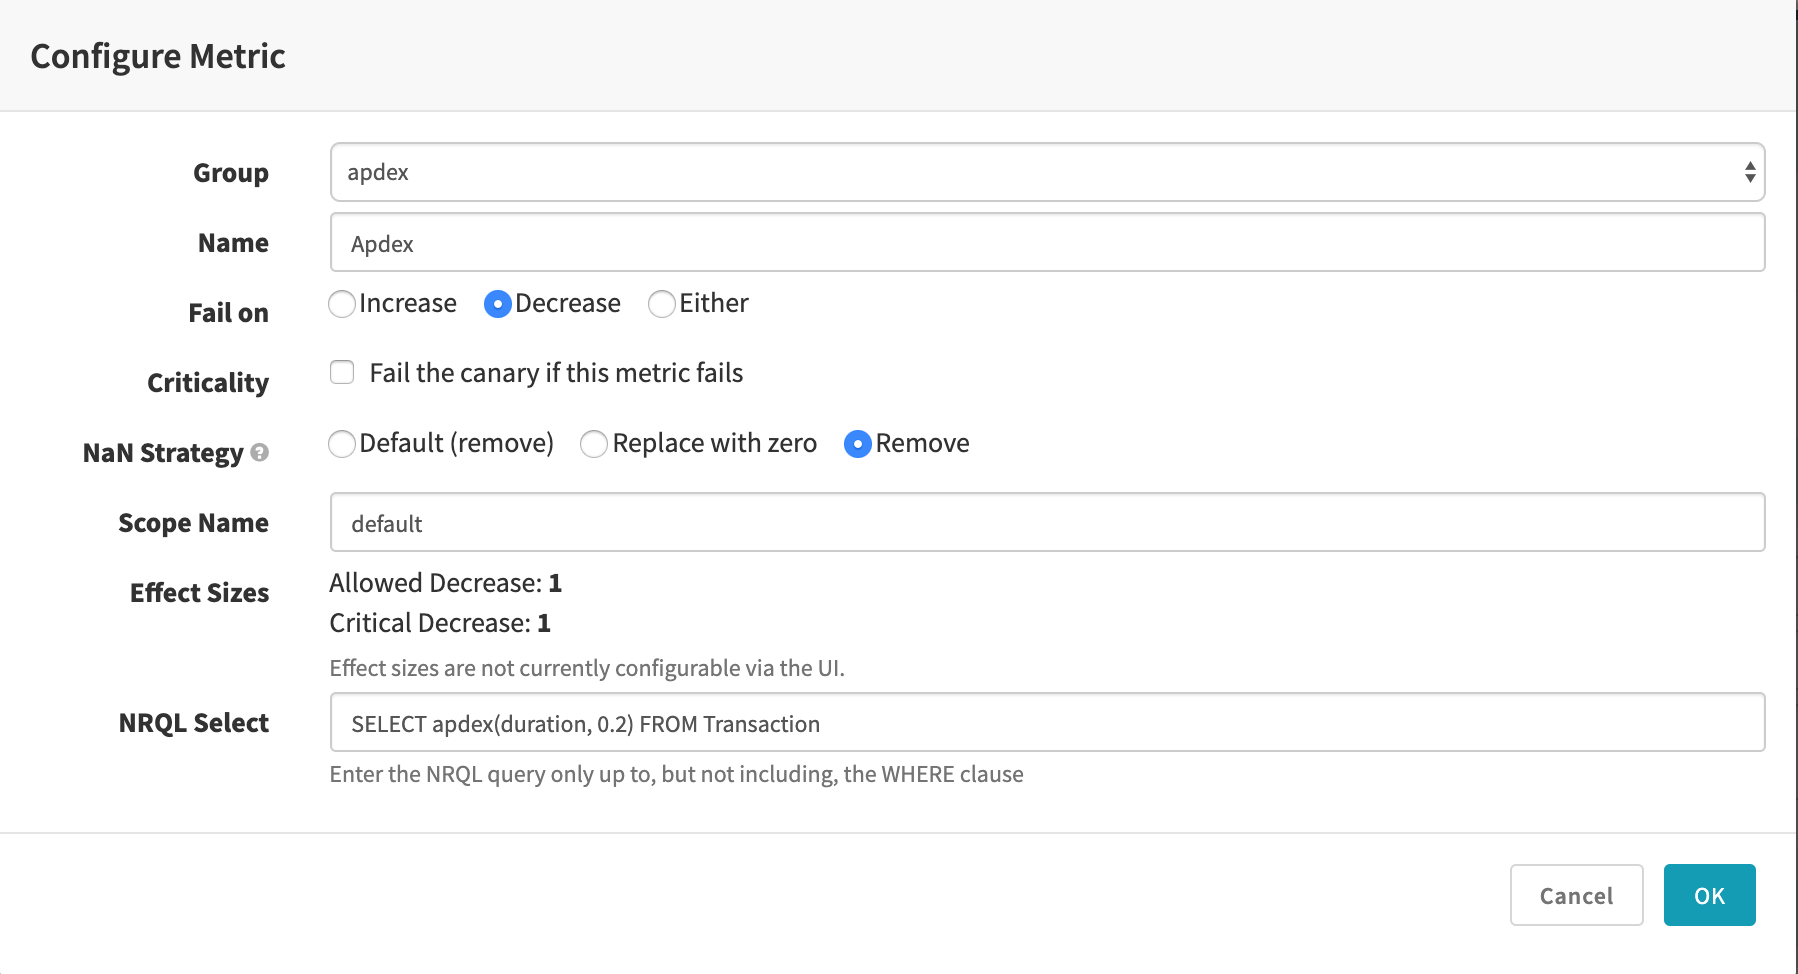 Configure Metric
Group apdex
Name Apdex
Fail on Increase Decrease Either
Criticality Fail the canary if this metric fails
NaN Strategy ? Default (remove) Replace with zero Remove
Scope Name default
Effect Sizes Allowed Decrease: 1
Critical Decrease: 1
Effect sizes are not currently configurable via the UI.
NRQL Select SELECT apdex(duration, 0.2) FROM Transaction
Enter the NRQL query only up to, but not including, the WHERE clause
Cancel OK